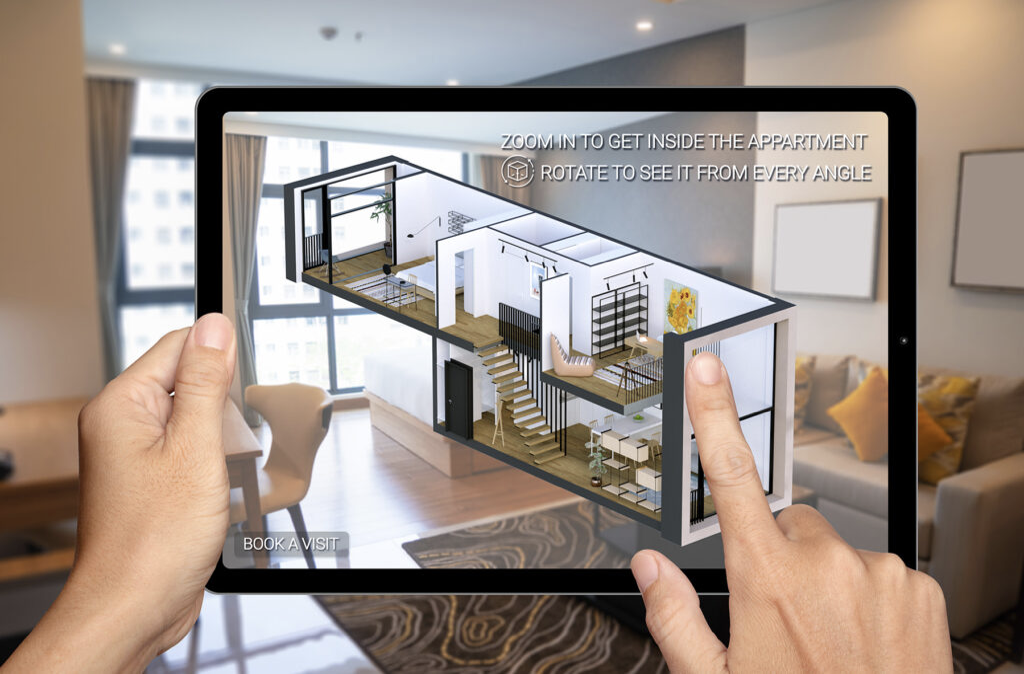 ZOOM IN TO GET INSIDE THE APPARTMENT
ROTATE TO SEE IT FROM EVERY ANGLE
BOOK A VISIT